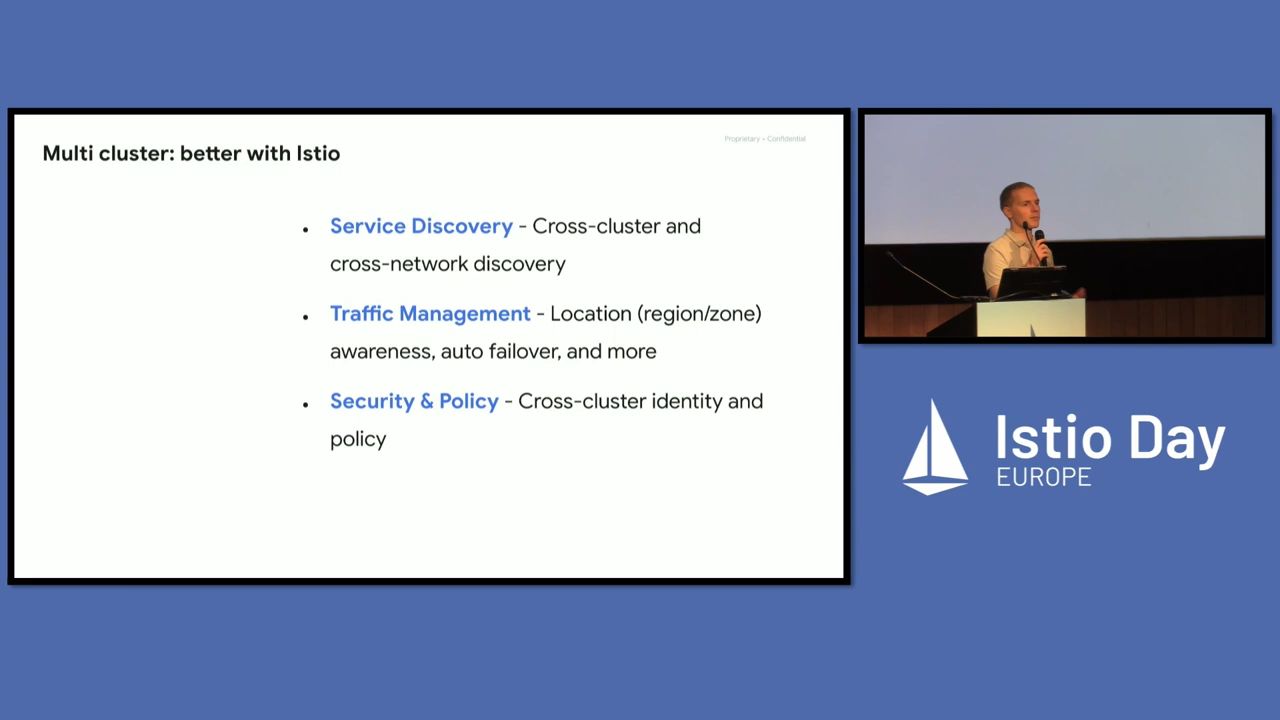 Proprietary + Confidential
Multi cluster: better with Istio
• Service Discovery - Cross-cluster and
cross-network discovery
• Traffic Management - Location (region/zone)
awareness, auto failover, and more
• Security & Policy - Cross-cluster identity and
policy
Istio Day
EUROPE